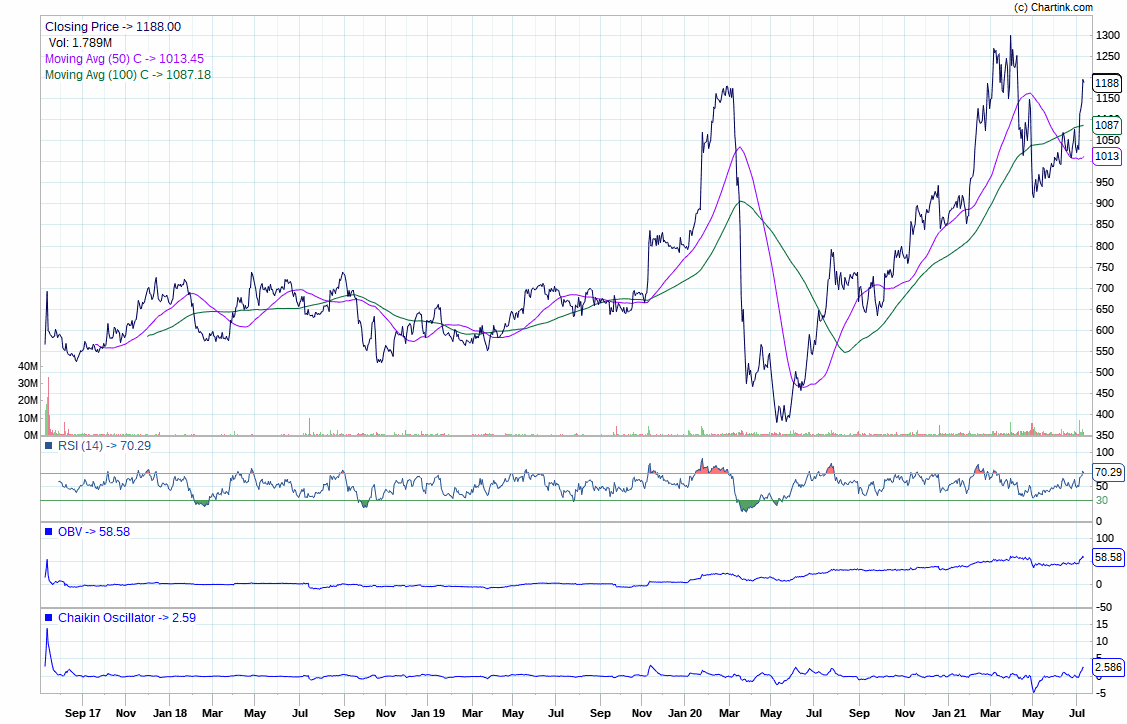 (c) Chartink.com
Closing Price -> 1188.00
Vol: 1.789M
Moving Avg (50) C -> 1013.45
Moving Avg (100) C -> 1087.18
1300
1250
1188
1150
1087
1050
1013
950
900
850
800
750
700
650
600
550
500
450
400
350
40M
30M
20M
10M
0M
RSI (14) -> 70.29
100
70.29
50
30
0
OBV -> 58.58
100
58.58
0
-50
Chaikin Oscillator -> 2.59
15
10
5
2.586
0
-5
Sep 17 Nov Jan 18 Mar May Jul Sep Nov Jan 19 Mar May Jul Sep Nov Jan 20 Mar May Jul Sep Nov Jan 21 Mar May Jul